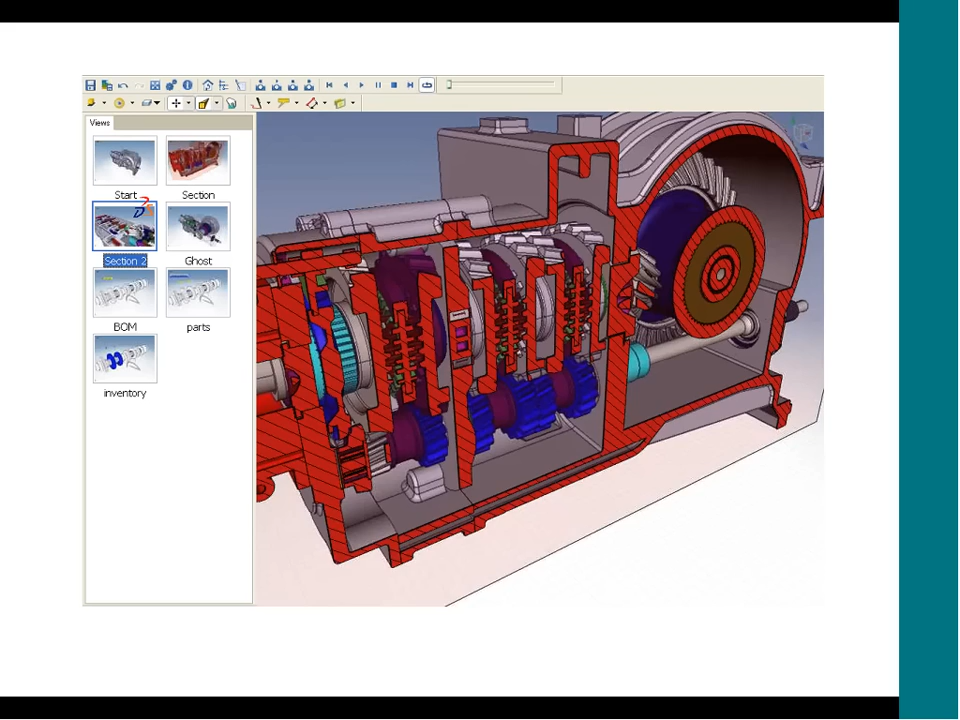 Views
Start
Section
Section 2
Ghost
BOM
parts
inventory